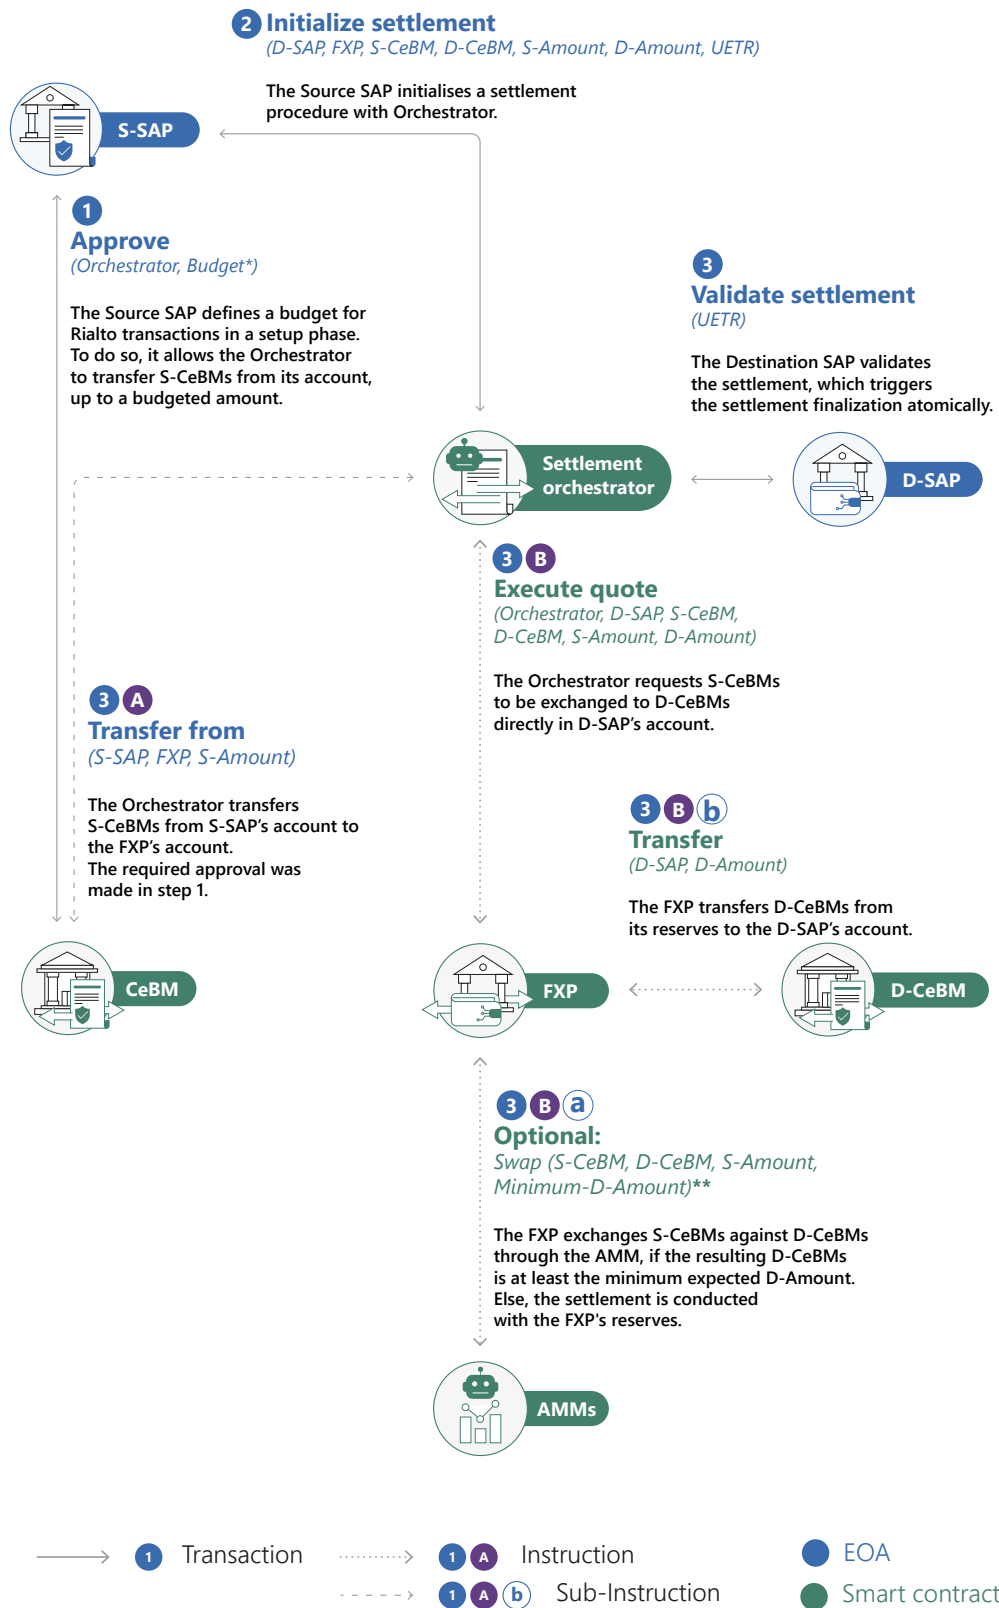 2 Initialize settlement
(D-SAP, FXP, S-CeBM, D-CeBM, S-Amount, D-Amount, UETR)
The Source SAP initialises a settlement
procedure with Orchestrator.
S-SAP
1
Approve
(Orchestrator, Budget*)
The Source SAP defines a budget for
Rialto transactions in a setup phase.
To do so, it allows the Orchestrator
to transfer S-CeBMs from its account,
up to a budgeted amount.
3
Validate settlement
(UETR)
The Destination SAP validates
the settlement, which triggers
the settlement finalization atomically.
Settlement
orchestrator
D-SAP
3 B
Execute quote
(Orchestrator, D-SAP, S-CeBM,
D-CeBM, S-Amount, D-Amount)
The Orchestrator requests S-CeBMs
to be exchanged to D-CeBMs
directly in D-SAP's account.
3 A
Transfer from
(S-SAP, FXP, S-Amount)
The Orchestrator transfers
S-CeBMs from S-SAP's account to
the FXP's account.
The required approval was
made in step 1.
3 B b
Transfer
(D-SAP, D-Amount)
The FXP transfers D-CeBMs from
its reserves to the D-SAP's account.
CeBM
FXP
D-CeBM
3 B a
Optional:
Swap (S-CeBM, D-CeBM, S-Amount,
Minimum-D-Amount)**
The FXP exchanges S-CeBMs against D-CeBMs
through the AMM, if the resulting D-CeBMs
is at least the minimum expected D-Amount.
Else, the settlement is conducted
with the FXP's reserves.
AMMs
1 Transaction
1 A Instruction
EOA
1 A b Sub-Instruction
Smart contract